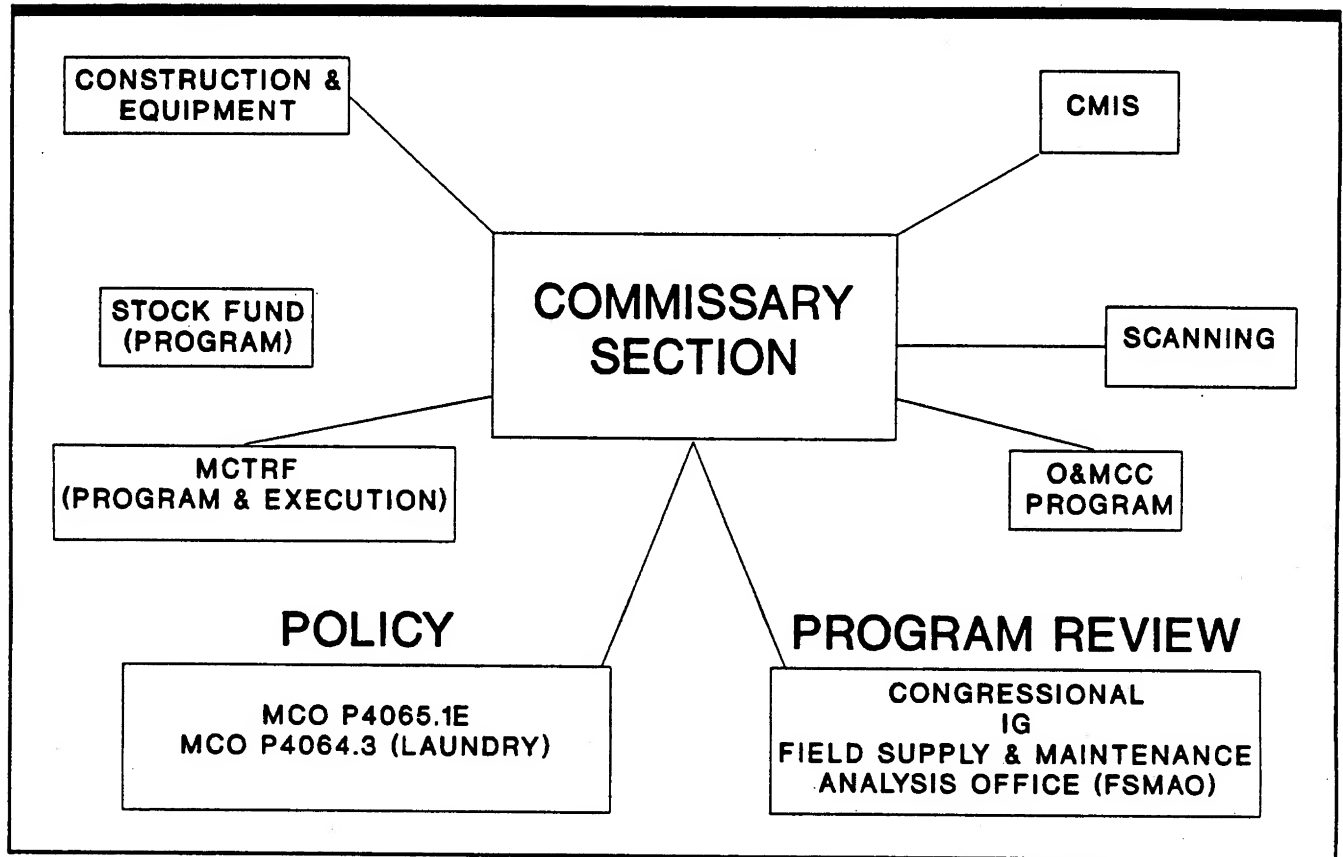 CONSTRUCTION &
EQUIPMENT
CMIS
COMMISSARY
SECTION
STOCK FUND
(PROGRAM)
SCANNING
MCTRF
(PROGRAM & EXECUTION)
O&MCC
PROGRAM
POLICY
MCO P4065.1E
MCO P4064.3 (LAUNDRY)
PROGRAM REVIEW
CONGRESSIONAL
IG
FIELD SUPPLY & MAINTENANCE
ANALYSIS OFFICE (FSMAO)